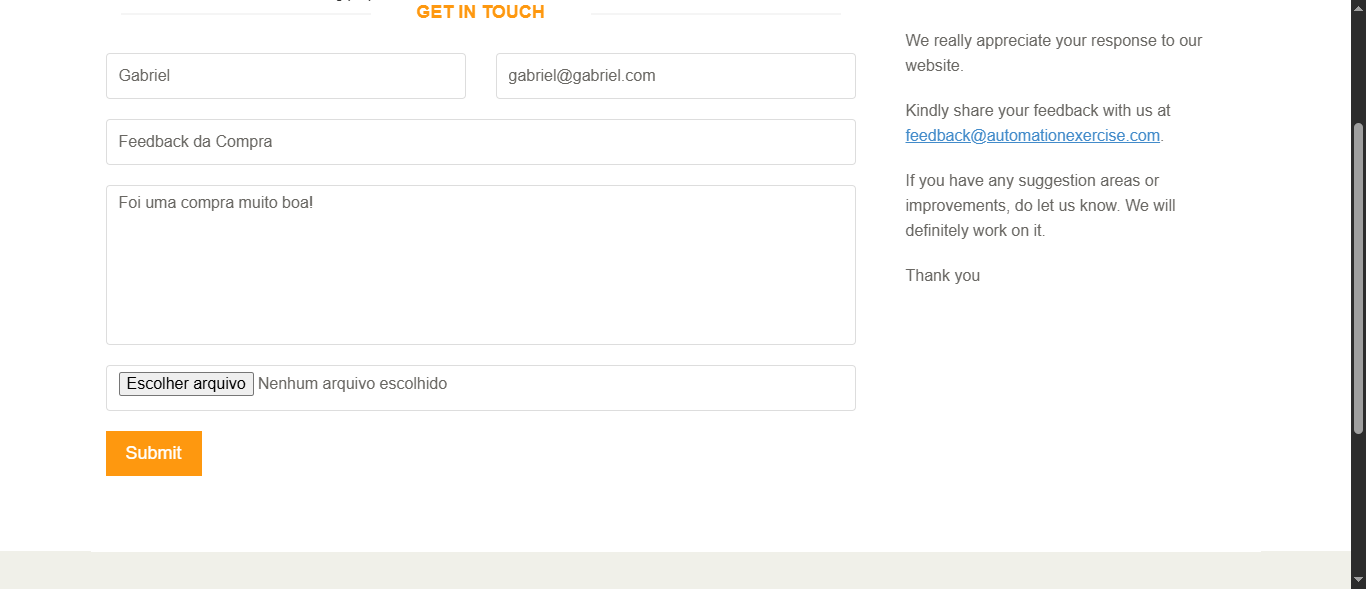 GET IN TOUCH
Gabriel
gabriel@gabriel.com
Feedback da Compra
Foi uma compra muito boa!
Escolher arquivo Nenhum arquivo escolhido
Submit
We really appreciate your response to our
website.
Kindly share your feedback with us at
feedback@automationexercise.com.
If you have any suggestion areas or
improvements, do let us know. We will
definitely work on it.
Thank you